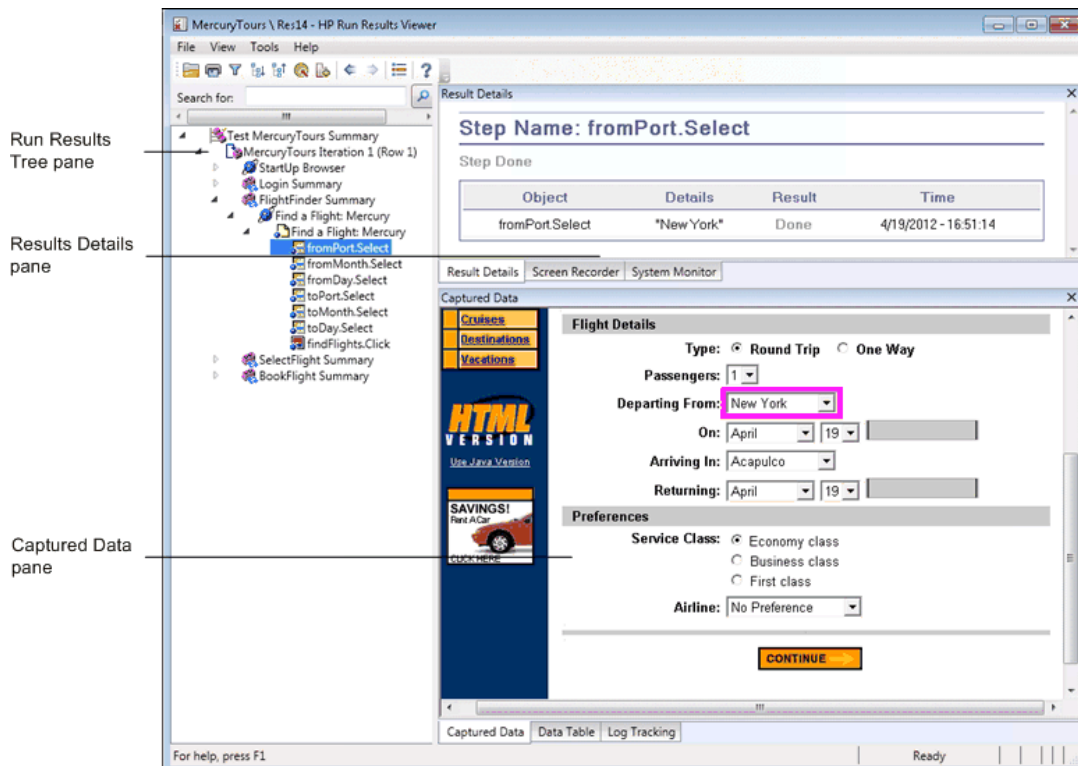 MercuryTours \ Res14 - HP Run Results Viewer
File View Tools Help
Search for:
Run Results
Tree pane
Results Details
pane
Captured Data
pane
Test MercuryTours Summary
MercuryTours Iteration 1 (Row 1)
StartUp Browser
Login Summary
FlightFinder Summary
Find a Flight: Mercury
Find a Flight: Mercury
fromPort.Select
fromMonth.Select
fromDay.Select
toPort.Select
toMonth.Select
toDay.Select
findFlights.Click
SelectFlight Summary
BookFlight Summary
Result Details
Step Name: fromPort.Select
Step Done
Object Details Result Time
fromPort.Select "New York" Done 4/19/2012 - 16:51:14
Result Details Screen Recorder System Monitor
Captured Data
Cruises
Destinations
Vacations
HTML
VERSION
Use Java Version
SAVINGS!
Rent A Car
CLICK HERE
Flight Details
Type: Round Trip One Way
Passengers: 1
Departing From: New York
On: April 19
Arriving In: Acapulco
Returning: April 19
Preferences
Service Class: Economy class
Business class
First class
Airline: No Preference
CONTINUE
Captured Data Data Table Log Tracking
For help, press F1
Ready